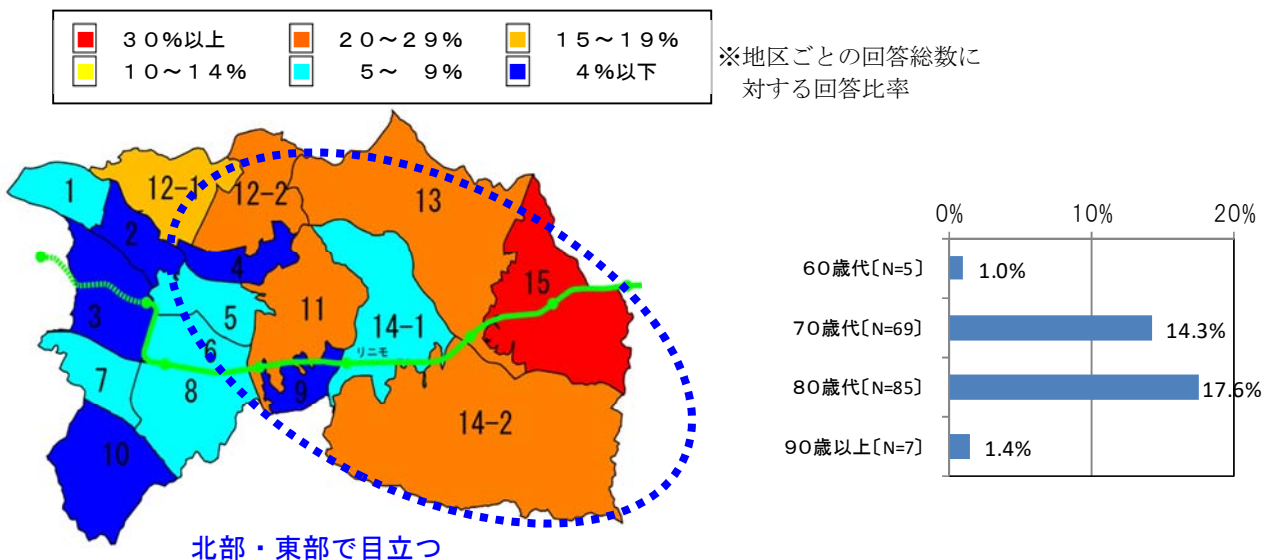 ３０%以上 ２０～２９% １５～１９%
１０～１４% ５～ ９% ４%以下
※地区ごとの回答総数に
対する回答比率
1
12-1
12-2
13
2
4
15
3
5
11
14-1
6
リニモ
7
8
9
14-2
10
北部・東部で目立つ
0% 10% 20%
60歳代〔N=5〕 1.0%
70歳代〔N=69〕 14.3%
80歳代〔N=85〕 17.6%
90歳以上〔N=7〕 1.4%